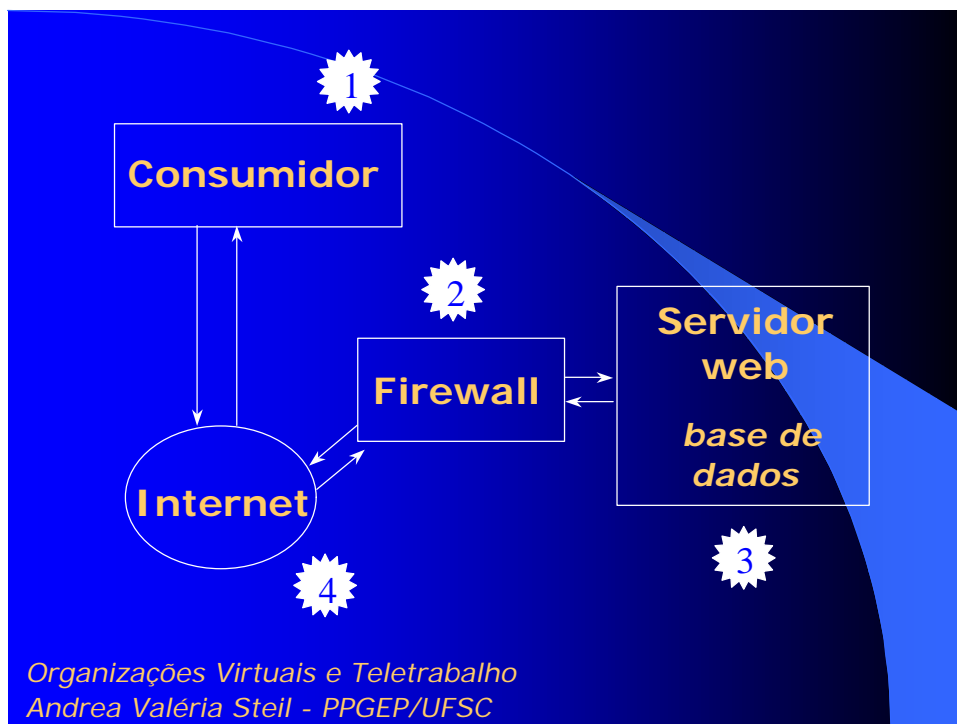 1
Consumidor
2
Servidor
web
Firewall
base de
dados
Internet
3
4
Organizações Virtuais e Teletrabalho
Andrea Valéria Steil - PPGEP/UFSC